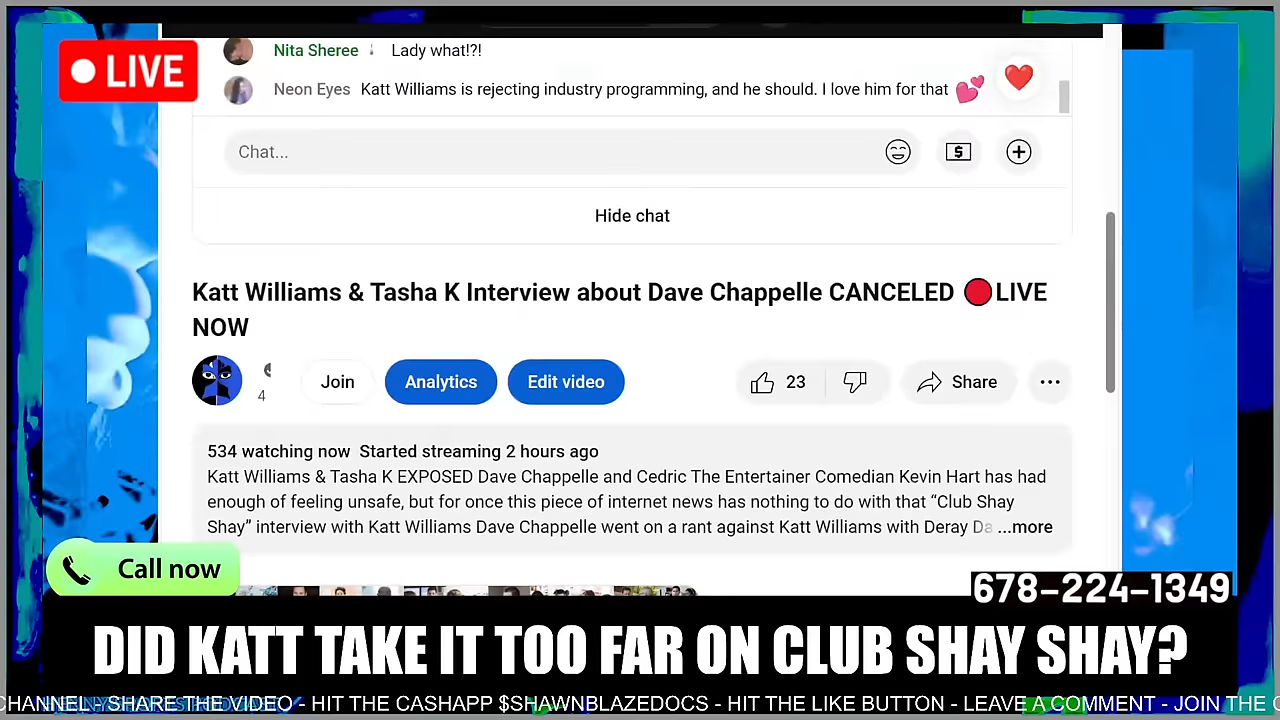 LIVE
Nita Sheree Lady what!?!
Neon Eyes Katt Williams is rejecting industry programming, and he should. I love him for that 💕
❤️
Chat...
Hide chat
Katt Williams & Tasha K Interview about Dave Chappelle CANCELED 🔴LIVE
NOW
4
Join
Analytics
Edit video
23
Share
534 watching now Started streaming 2 hours ago
Katt Williams & Tasha K EXPOSED Dave Chappelle and Cedric The Entertainer Comedian Kevin Hart has had
enough of feeling unsafe, but for once this piece of internet news has nothing to do with that “Club Shay
Shay” interview with Katt Williams Dave Chappelle went on a rant against Katt Williams with Deray Da ...more
Call now
678-224-1349
DID KATT TAKE IT TOO FAR ON CLUB SHAY SHAY?
CHANNEL - SHARE THE VIDEO - HIT THE CASHAPP $SHAWNBLAZEDOCS - HIT THE LIKE BUTTON - LEAVE A COMMENT - JOIN THE